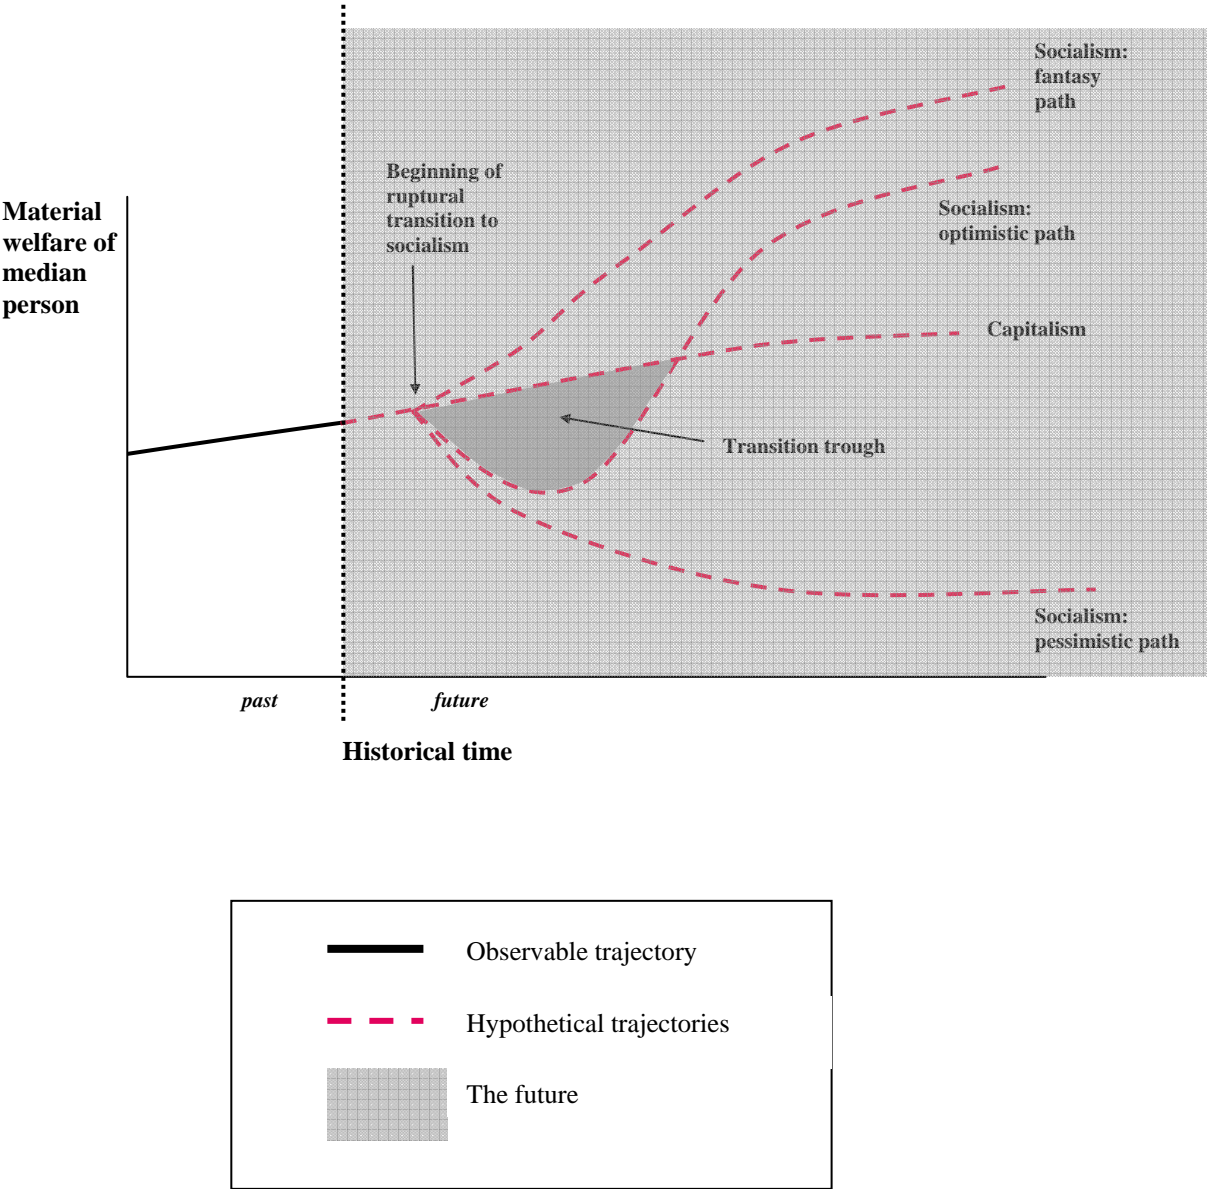 Socialism:
fantasy
path
Beginning of
ruptural
transition to
socialism
Material
welfare of
median
person
Socialism:
optimistic path
Capitalism
Transition trough
Socialism:
pessimistic path
past
future
Historical time
Observable trajectory
Hypothetical trajectories
The future